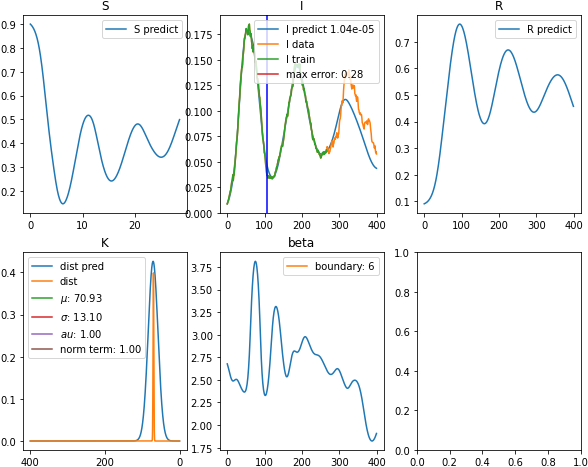 S
I
R
0.9
0.8
0.7
0.6
0.5
0.4
0.3
0.2
S predict
0 10 20
0.175
0.150
0.125
0.100
0.075
0.050
0.025
0.000
I predict 1.04e-05
I data
I train
max error: 0.28
0 100 200 300 400
0.7
0.6
0.5
0.4
0.3
0.2
0.1
R predict
0 100 200 300 400
K
beta
0.4
0.3
0.2
0.1
0.0
dist pred
dist
μ: 70.93
σ: 13.10
au: 1.00
norm term: 1.00
400 200 0
3.75
3.50
3.25
3.00
2.75
2.50
2.25
2.00
1.75
boundary: 6
0 100 200 300 400
1.0
0.8
0.6
0.4
0.2
0.0
0.0 0.2 0.4 0.6 0.8 1.0